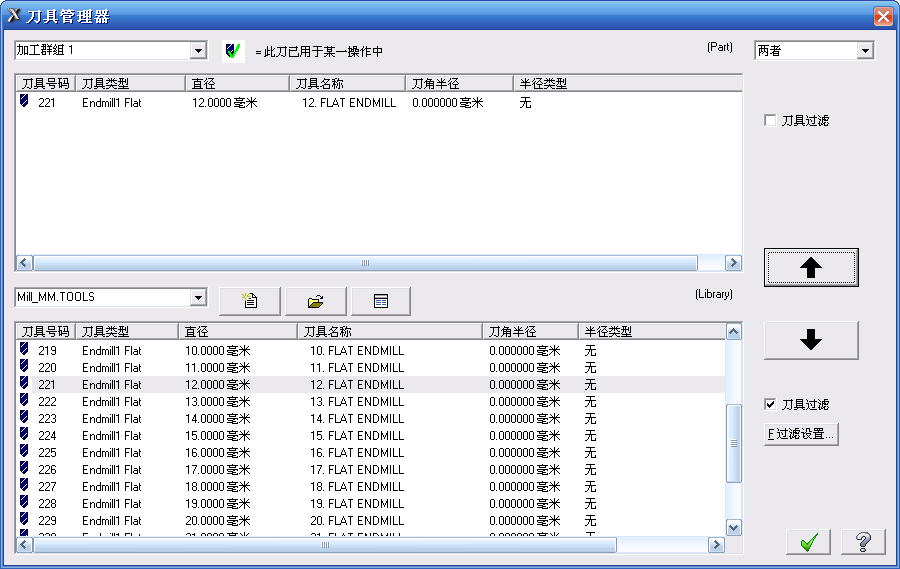 刀具管理器
加工群组 1
=此刀已用于某一操作中
(Part)
两者
刀具号码 刀具类型 直径 刀具名称 刀角半径 半径类型
221 Endmill1 Flat 12.0000 毫米 12. FLAT ENDMILL 0.000000 毫米 无
刀具过滤
Mill_MM.TOOLS
(Library)
刀具号码 刀具类型 直径 刀具名称 刀角半径 半径类型
219 Endmill1 Flat 10.0000 毫米 10. FLAT ENDMILL 0.000000 毫米 无
220 Endmill1 Flat 11.0000 毫米 11. FLAT ENDMILL 0.000000 毫米 无
221 Endmill1 Flat 12.0000 毫米 12. FLAT ENDMILL 0.000000 毫米 无
222 Endmill1 Flat 13.0000 毫米 13. FLAT ENDMILL 0.000000 毫米 无
223 Endmill1 Flat 14.0000 毫米 14. FLAT ENDMILL 0.000000 毫米 无
224 Endmill1 Flat 15.0000 毫米 15. FLAT ENDMILL 0.000000 毫米 无
225 Endmill1 Flat 16.0000 毫米 16. FLAT ENDMILL 0.000000 毫米 无
226 Endmill1 Flat 17.0000 毫米 17. FLAT ENDMILL 0.000000 毫米 无
227 Endmill1 Flat 18.0000 毫米 18. FLAT ENDMILL 0.000000 毫米 无
228 Endmill1 Flat 19.0000 毫米 19. FLAT ENDMILL 0.000000 毫米 无
229 Endmill1 Flat 20.0000 毫米 20. FLAT ENDMILL 0.000000 毫米 无
刀具过滤
F 过滤设置...